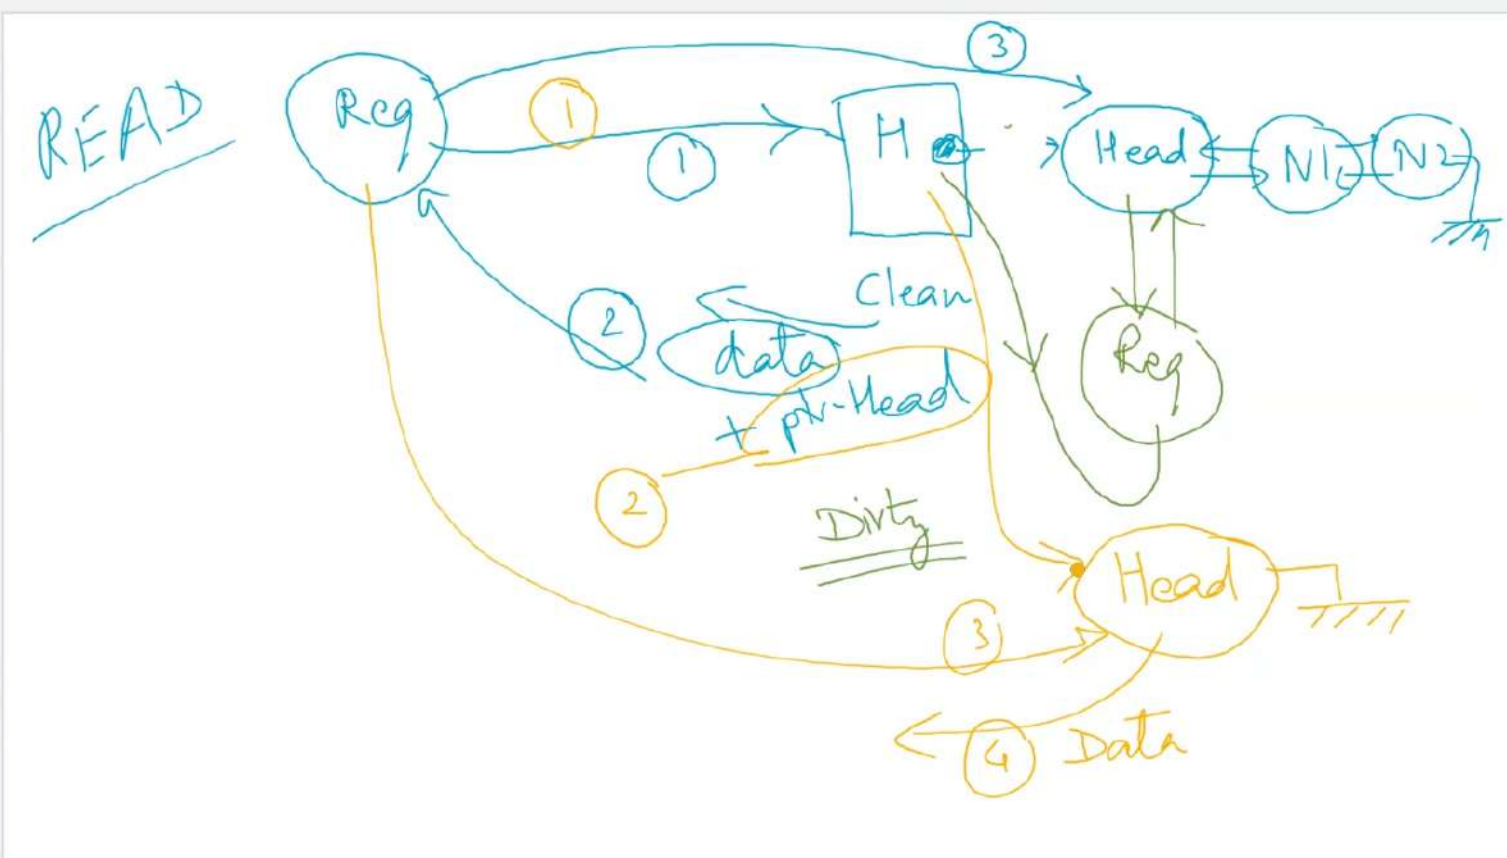 READ
Req
1
1
3
H
Head
N1
N2
2
Clean
data
+ ptr-Head
2
Req
Dirty
Head
3
4
Data